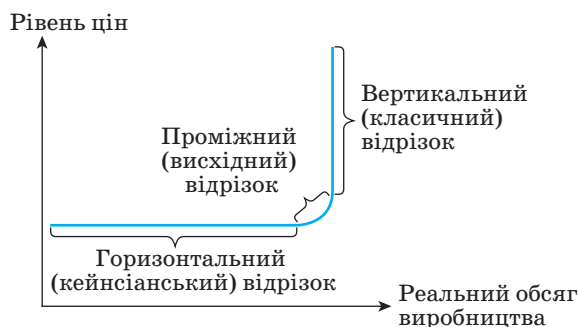 Рівень цін
Вертикальний
(класичний)
відрізок
Проміжний
(висхідний)
відрізок
Горизонтальний
(кейнсіанський) відрізок
Реальний обсяг
виробництва